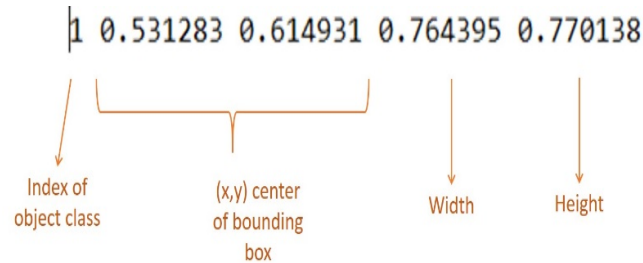 1 0.531283 0.614931 0.764395 0.770138
Index of
object class
(x,y) center
of bounding
box
Width
Height